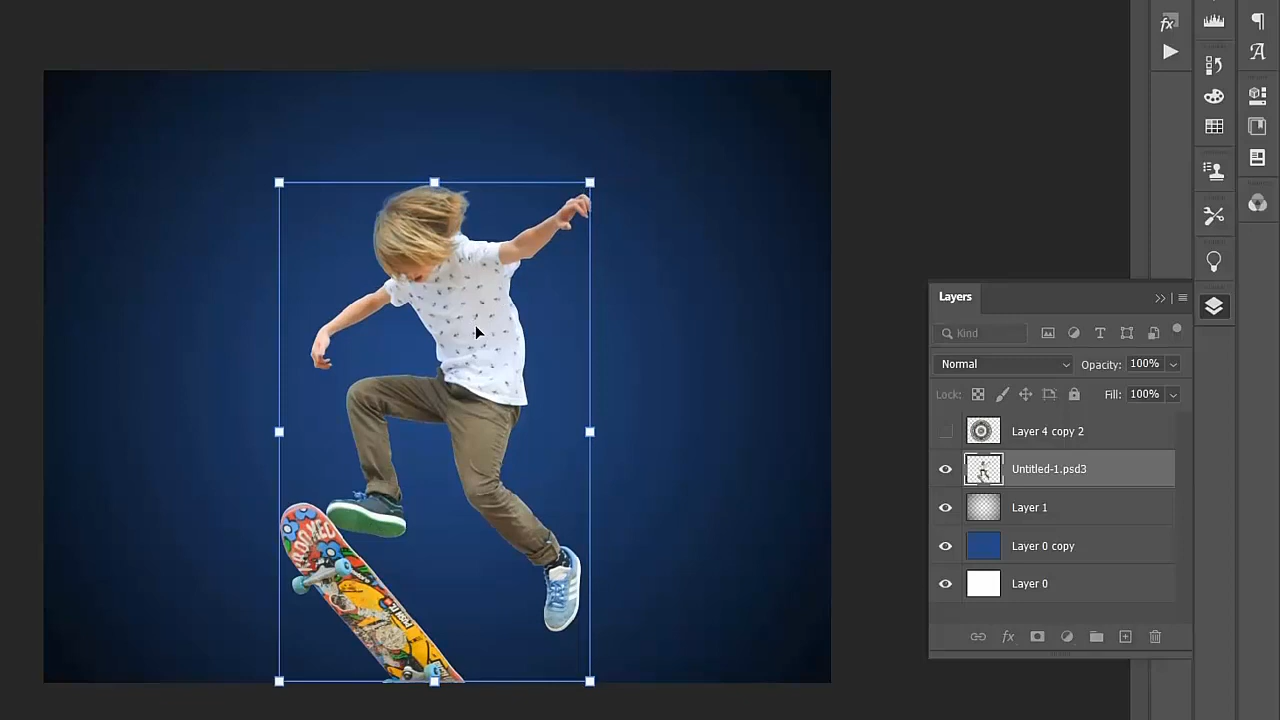 Layers
Kind
Normal
Opacity: 100%
Lock:
Fill: 100%
Layer 4 copy 2
Untitled-1.psd3
Layer 1
Layer 0 copy
Layer 0